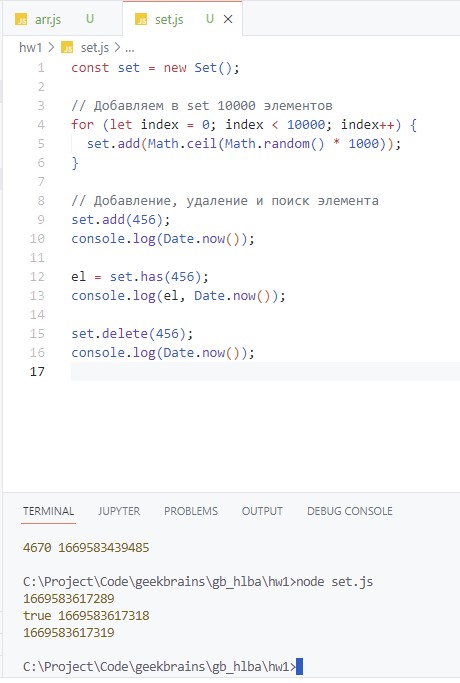 arr.js U set.js U
hw1 > set.js > ...
1 const set = new Set();
2
3 // Добавляем в set 10000 элементов
4 for (let index = 0; index < 10000; index++) {
5 set.add(Math.ceil(Math.random() * 1000));
6 }
7
8 // Добавление, удаление и поиск элемента
9 set.add(456);
10 console.log(Date.now());
11
12 el = set.has(456);
13 console.log(el, Date.now());
14
15 set.delete(456);
16 console.log(Date.now());
17
TERMINAL JUPYTER PROBLEMS OUTPUT DEBUG CONSOLE
4670 1669583439485
C:\Project\Code\geekbrains\gb_hlba\hw1>node set.js
1669583617289
true 1669583617318
1669583617319
C:\Project\Code\geekbrains\gb_hlba\hw1>